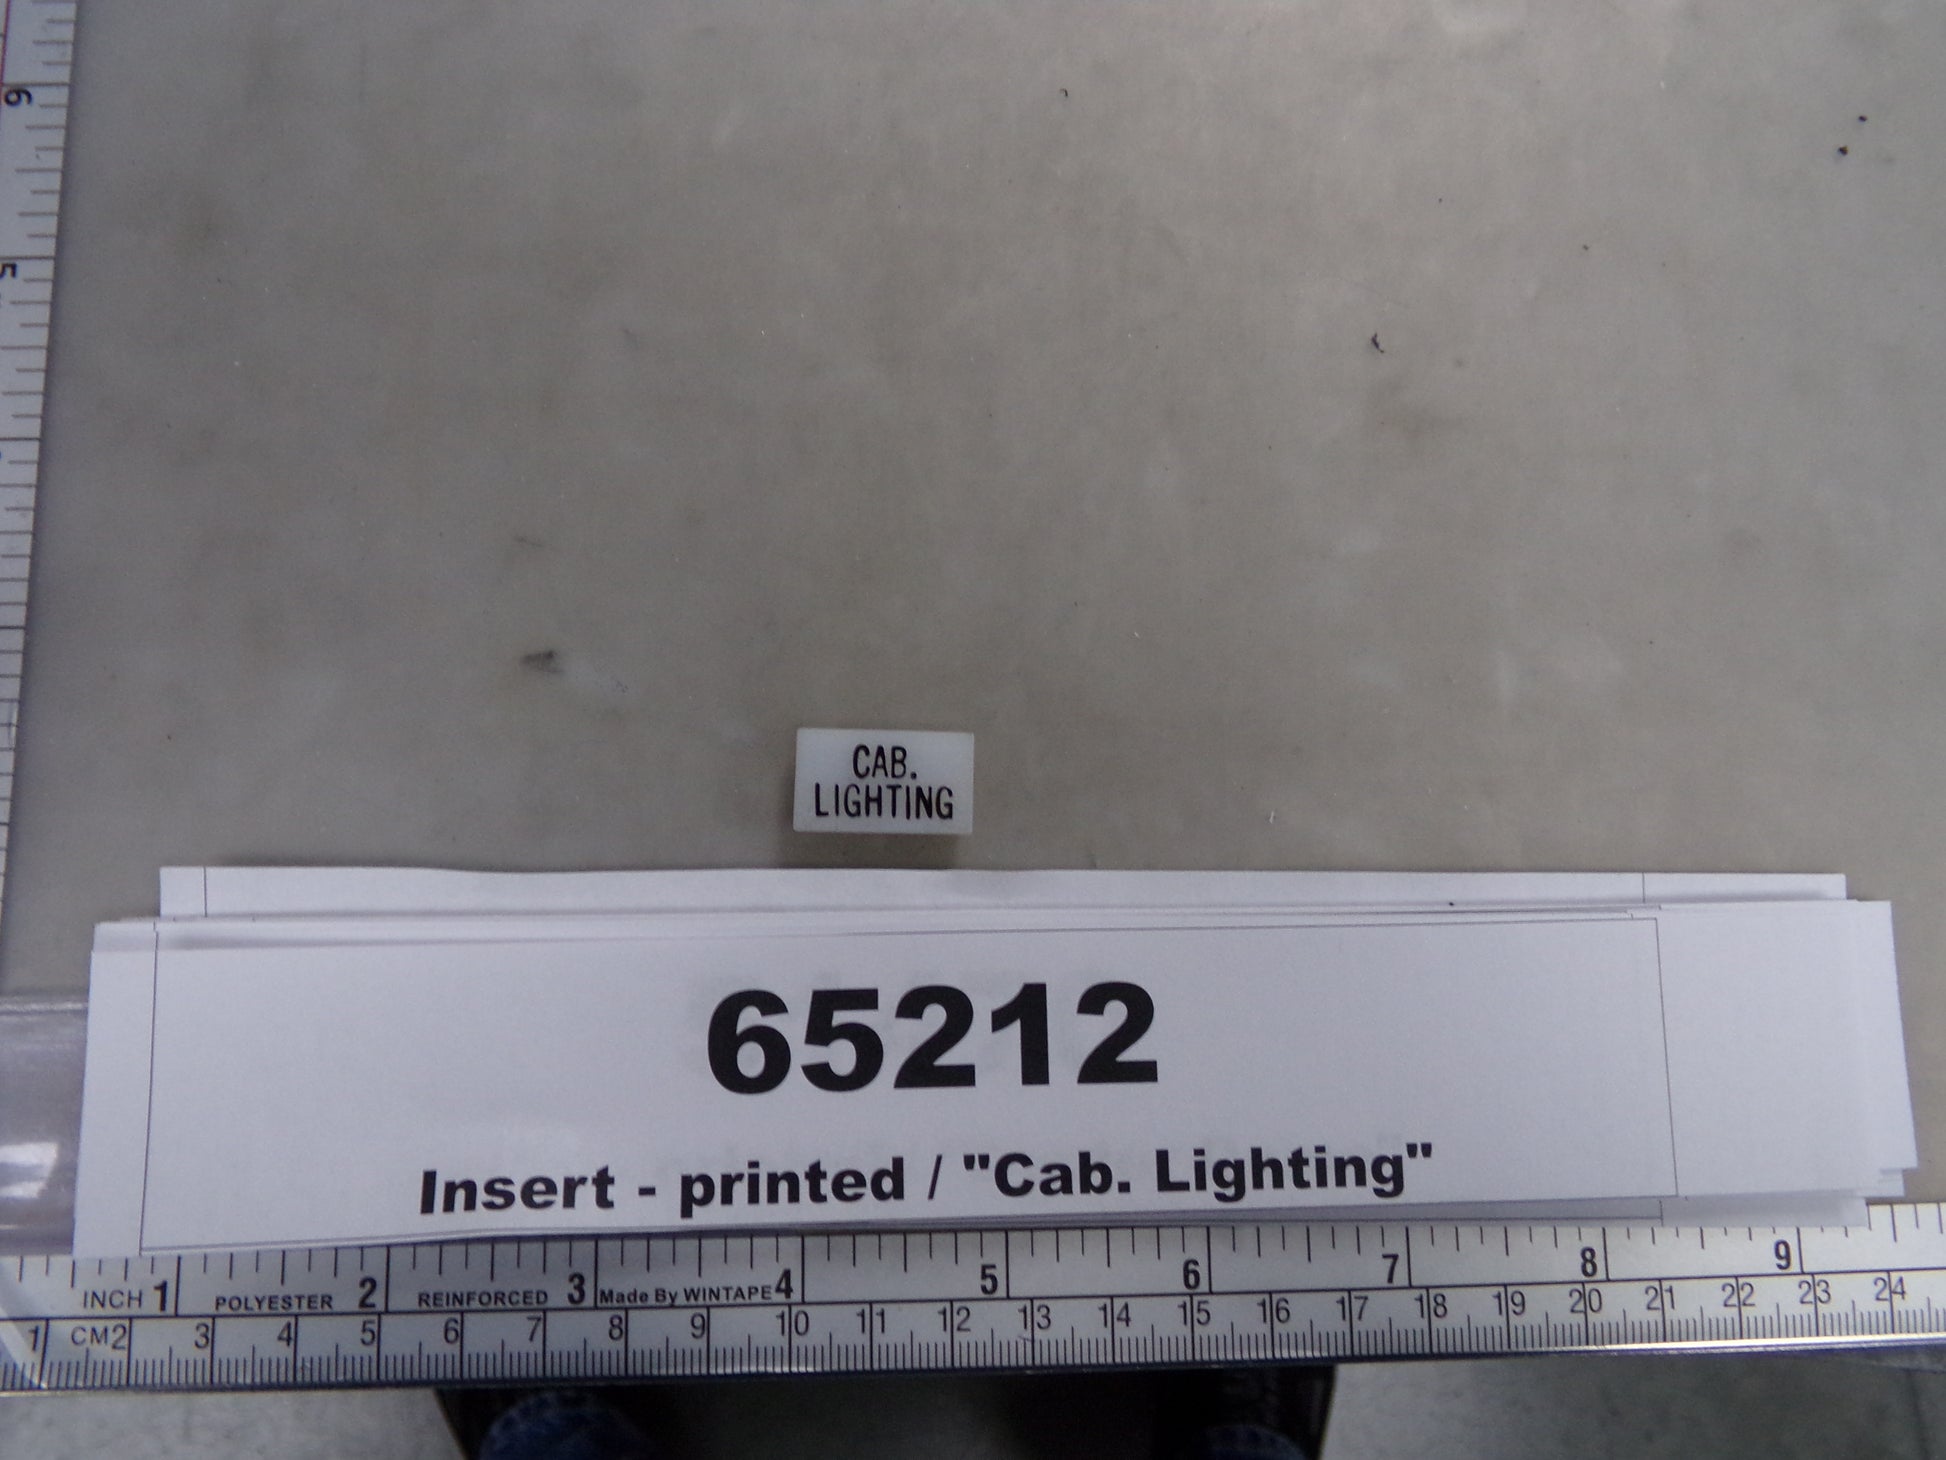 6
5
CAB.
LIGHTING
65212
Insert - printed / "Cab. Lighting"
INCH 1 POLYESTER 2 REINFORCED 3 Made By WINTAPE 4 5 6 7 8 9
1 CM 2 3 4 5 6 7 8 9 10 11 12 13 14 15 16 17 18 19 20 21 22 23 24